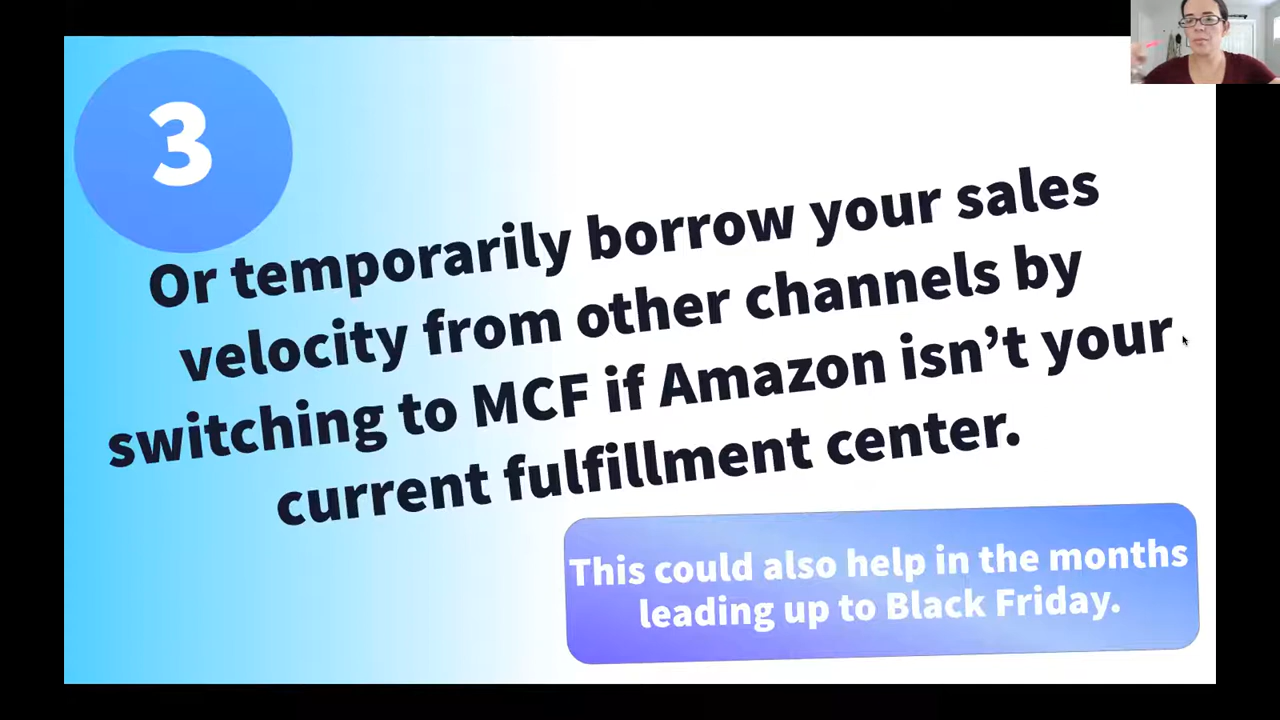 3
Or temporarily borrow your sales
velocity from other channels by
switching to MCF if Amazon isn’t your
current fulfillment center.
This could also help in the months
leading up to Black Friday.